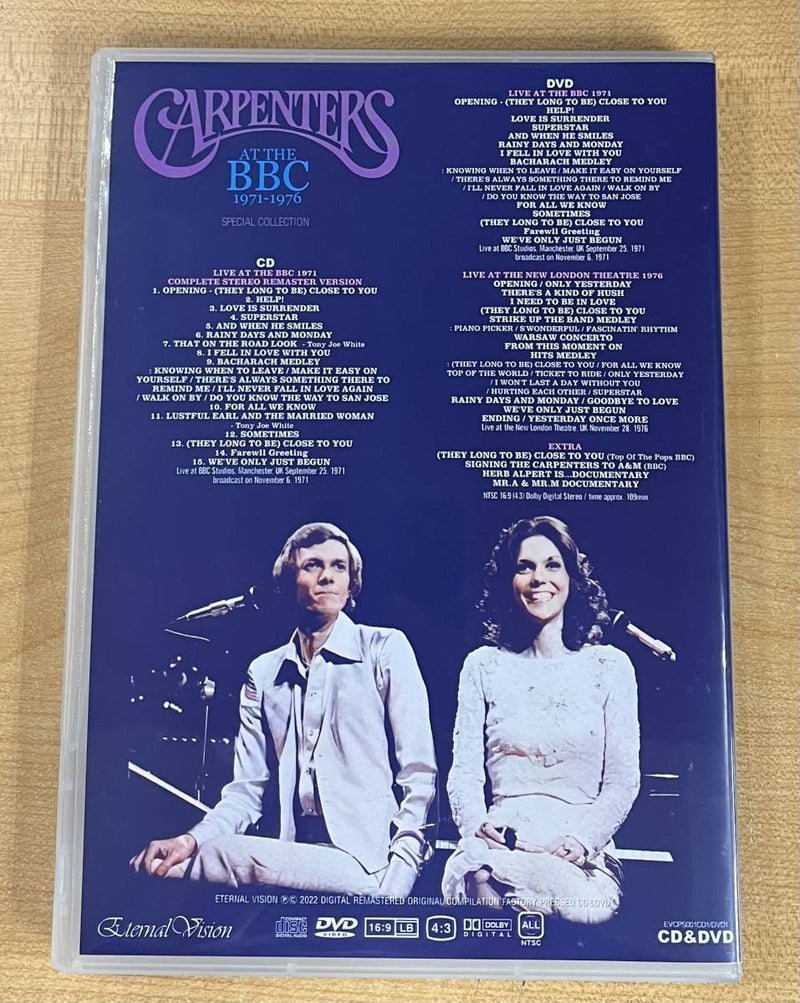 CARPENTERS
AT THE
BBC
1971-1976
SPECIAL COLLECTION
CD
LIVE AT THE BBC 1971
COMPLETE STEREO REMASTER VERSION
1. OPENING - (THEY LONG TO BE) CLOSE TO YOU
2. HELP!
3. LOVE IS SURRENDER
4. SUPERSTAR
5. AND WHEN HE SMILES
6. RAINY DAYS AND MONDAY
7. THAT ON THE ROAD LOOK - Tony Joe White
8. I FELL IN LOVE WITH YOU
9. BACHARACH MEDLEY
: KNOWING WHEN TO LEAVE / MAKE IT EASY ON
YOURSELF / THERE'S ALWAYS SOMETHING THERE TO
REMIND ME / I'LL NEVER FALL IN LOVE AGAIN
/ WALK ON BY / DO YOU KNOW THE WAY TO SAN JOSE
10. FOR ALL WE KNOW
11. LUSTFUL EARL AND THE MARRIED WOMAN
- Tony Joe White
12. SOMETIMES
13. (THEY LONG TO BE) CLOSE TO YOU
14. Farewll Greeting
15. WE'VE ONLY JUST BEGUN
Live at BBC Studios, Manchester, UK September 25, 1971
broadcast on November 6, 1971
DVD
LIVE AT THE BBC 1971
OPENING - (THEY LONG TO BE) CLOSE TO YOU
HELP!
LOVE IS SURRENDER
SUPERSTAR
AND WHEN HE SMILES
RAINY DAYS AND MONDAY
I FELL IN LOVE WITH YOU
BACHARACH MEDLEY
: KNOWING WHEN TO LEAVE / MAKE IT EASY ON YOURSELF
/ THERE'S ALWAYS SOMETHING THERE TO REMIND ME
/ I'LL NEVER FALL IN LOVE AGAIN / WALK ON BY
/ DO YOU KNOW THE WAY TO SAN JOSE
FOR ALL WE KNOW
SOMETIMES
(THEY LONG TO BE) CLOSE TO YOU
Farewll Greeting
WE'VE ONLY JUST BEGUN
Live at BBC Studios, Manchester, UK September 25, 1971
broadcast on November 6, 1971
LIVE AT THE NEW LONDON THEATRE 1976
OPENING / ONLY YESTERDAY
THERE'S A KIND OF HUSH
I NEED TO BE IN LOVE
(THEY LONG TO BE) CLOSE TO YOU
STRIKE UP THE BAND MEDLEY
: PIANO PICKER / S'WONDERFUL / FASCINATIN' RHYTHM
WARSAW CONCERTO
FROM THIS MOMENT ON
HITS MEDLEY
: (THEY LONG TO BE) CLOSE TO YOU / FOR ALL WE KNOW
TOP OF THE WORLD / TICKET TO RIDE / ONLY YESTERDAY
/ I WON'T LAST A DAY WITHOUT YOU
/ HURTING EACH OTHER / SUPERSTAR
RAINY DAYS AND MONDAY / GOODBYE TO LOVE
WE'VE ONLY JUST BEGUN
ENDING / YESTERDAY ONCE MORE
Live at the New London Theatre, UK November 28, 1976
EXTRA
(THEY LONG TO BE) CLOSE TO YOU (Top Of The Pops BBC)
SIGNING THE CARPENTERS TO A&M (BBC)
HERB ALPERT IS...DOCUMENTARY
MR.A & MR.M DOCUMENTARY
NTSC 16:9 (4:3) Dolby Digital Stereo / time approx. 109min.
ETERNAL VISION ℗© 2022 DIGITAL REMASTERED ORIGINAL COMPILATION FACTORY PRESSED CD&DVD
Eternal Vision
COMPACT disc DIGITAL AUDIO
DVD VIDEO
16:9 LB
4:3
DOLBY DIGITAL
ALL
NTSC
EVCP5001CD1/DVD1
CD&DVD